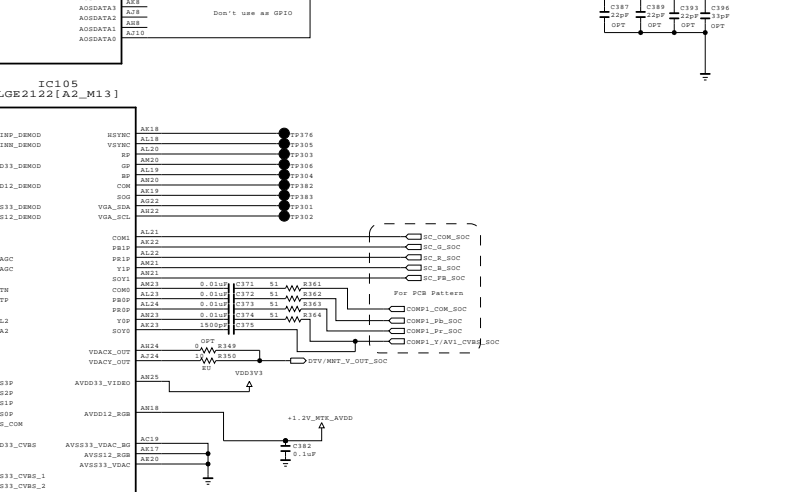 AOSDATA3 AK8
AOSDATA2 AJ8
AOSDATA1 AH8
AOSDATA0 AJ10
Don't use as GPIO
C387 22pF OPT
C389 22pF OPT
C393 22pF OPT
C396 33pF OPT
IC105
LGE2122[A2_M13]
INP_DEMOD
INN_DEMOD
D33_DEMOD
D12_DEMOD
S33_DEMOD
S12_DEMOD
AGC
AGC
TN
TP
L2
A2
S3P
S2P
S1P
S0P
S_COM
D33_CVBS
S33_CVBS_1
S33_CVBS_2
HSYNC AK18 TP376
VSYNC AL18 TP305
RP AL20 TP303
GP AM20 TP306
BP AL19 TP304
COM AN20 TP382
SOG AK19 TP383
VGA_SDA AG22 TP301
VGA_SCL AH22 TP302
COM1 AL21 SC_COM_SOC
PB1P AK22 SC_G_SOC
PR1P AL22 SC_R_SOC
Y1P AM21 SC_B_SOC
SOY1 AN21 SC_FB_SOC
For PCB Pattern
COM0 AM23 0.01uF C371 51 R361
PB0P AL23 0.01uF C372 51 R362
PR0P AL24 0.01uF C373 51 R363
Y0P AN23 0.01uF C374 51 R364
SOY0 AK23 1500pF C375
COMP1_COM_SOC
COMP1_Pb_SOC
COMP1_Pr_SOC
COMP1_Y/AV1_CVBS_SOC
OPT
VDACX_OUT AH24 0 R349
VDACY_OUT AJ24 R350
EU
DTV/MNT_V_OUT_SOC
VDD3V3
AVDD33_VIDEO AN25
AVDD12_RGB AN18
+1.2V_MTK_AVDD
C382
0.1uF
AVSS33_VDAC_BG AC19
AVSS12_RGB AK17
AVSS33_VDAC AE20